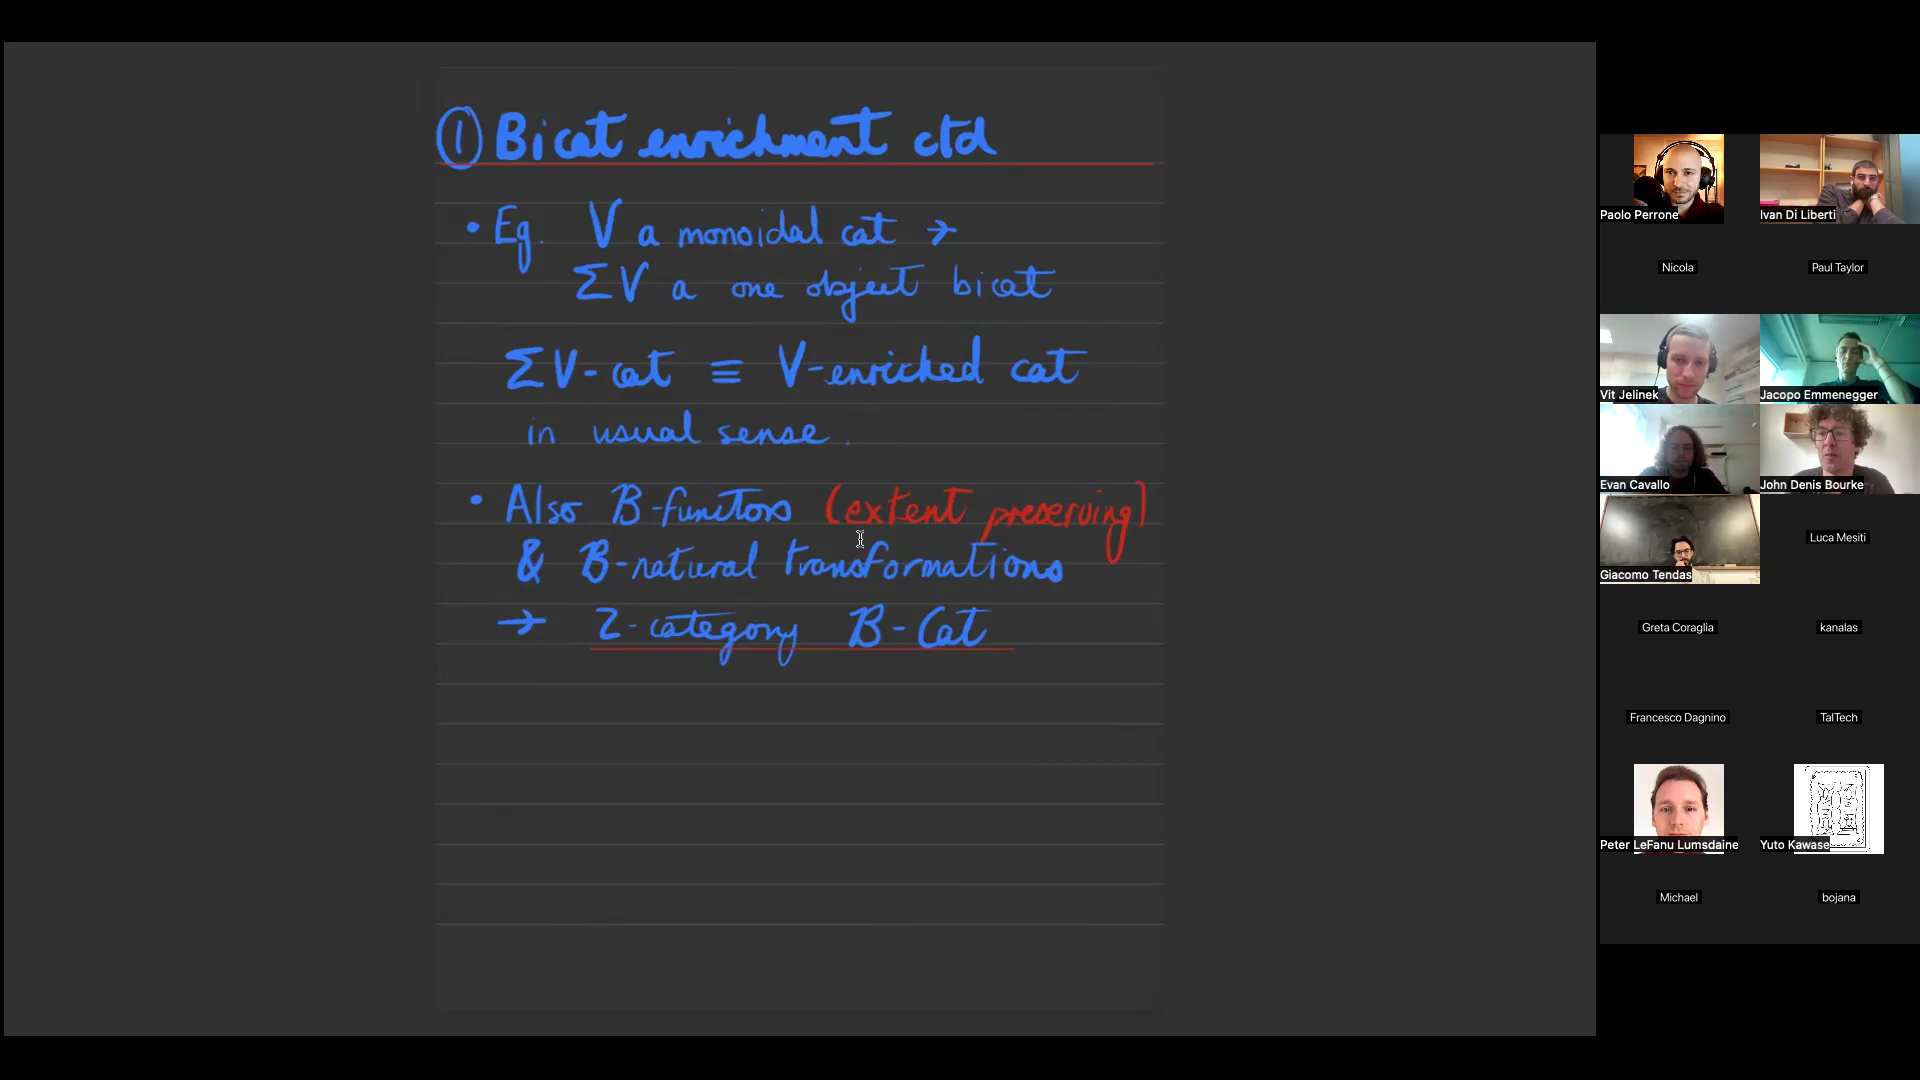 ① Bicat enrichment ctd
• Eg. V a monoidal cat →
ΣV a one object bicat
ΣV-cat ≡ V-enriched cat
in usual sense.
• Also B-functors (extent preserving)
& B-natural transformations
→ 2-category B-Cat
Paolo Perrone
Ivan Di Liberti
Nicola
Paul Taylor
Vit Jelinek
Jacopo Emmenegger
Evan Cavallo
John Denis Bourke
Giacomo Tendas
Luca Mesiti
Greta Coraglia
kanalas
Francesco Dagnino
TalTech
Peter LeFanu Lumsdaine
Yuto Kawase
Michael
bojana